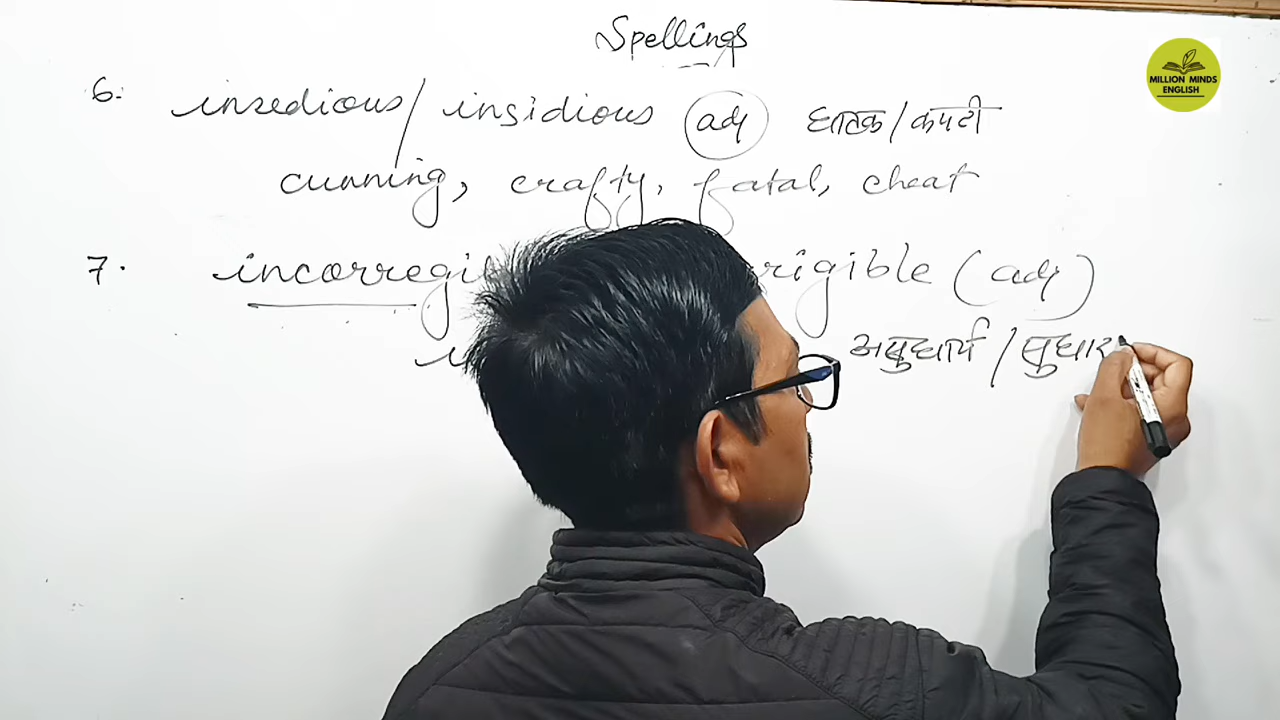 Spellings
MILLION MINDS
ENGLISH
6. insedious / insidious (adj) घातक / कपटी
cunning, crafty, fatal, cheat
7. incorregi rigible (adj)
असुधार्य / सुधार